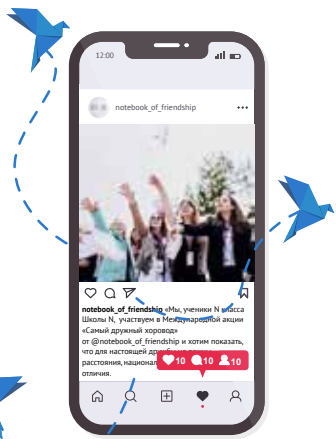 12:00
notebook_of_friendship
notebook_of_friendship «Мы, ученики N класса
Школы N, участвуем в Международной акции
«Самый дружный хоровод»
от @notebook_of_friendship и хотим показать,
что для настоящей
расстояния,
отличия.
10 10 10